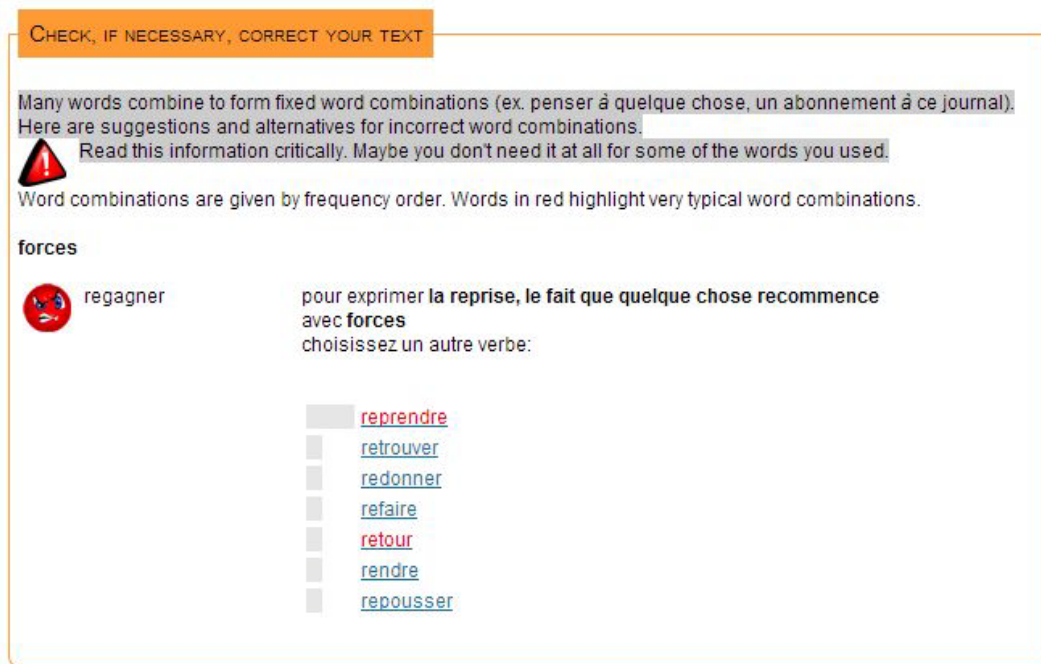 CHECK, IF NECESSARY, CORRECT YOUR TEXT
Many words combine to form fixed word combinations (ex. penser à quelque chose, un abonnement à ce journal).
Here are suggestions and alternatives for incorrect word combinations.
Read this information critically. Maybe you don't need it at all for some of the words you used.
Word combinations are given by frequency order. Words in red highlight very typical word combinations.
forces
regagner pour exprimer la reprise, le fait que quelque chose recommence
avec forces
choisissez un autre verbe:
reprendre
retrouver
redonner
refaire
retour
rendre
repousser